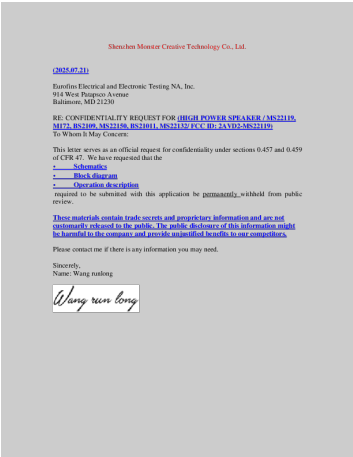 Shenzhen Monster Creative Technology Co., Ltd.
(2025.07.21)
Eurofins Electrical and Electronic Testing NA, Inc.
914 West Patapsco Avenue
Baltimore, MD 21230
RE: CONFIDENTIALITY REQUEST FOR (HIGH POWER SPEAKER / MS22119,
M172, BS2109, MS22150, BS21011, MS22132/ FCC ID: 2AVD2-MS22119)
To Whom It May Concern:
This letter serves as an official request for confidentiality under sections 0.457 and 0.459
of CFR 47. We have requested that the
• Schematics
• Block diagram
• Operation description
required to be submitted with this application be permanently withheld from public
review.
These materials contain trade secrets and proprietary information and are not
customarily released to the public. The public disclosure of this information might
be harmful to the company and provide unjustified benefits to our competitors.
Please contact me if there is any information you may need.
Sincerely,
Name: Wang runlong
Wang run long